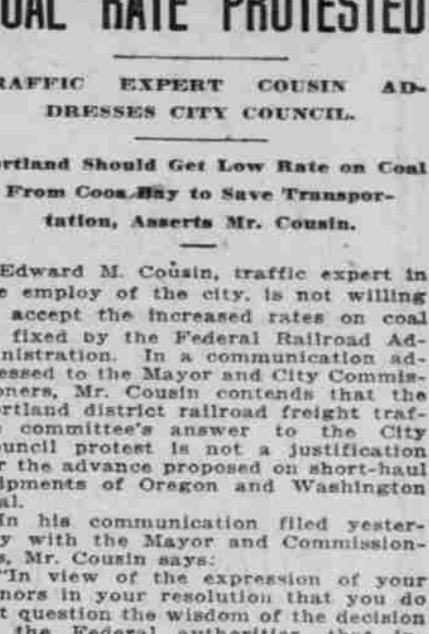 OAL RATE PROTESTED
RAFFIC EXPERT COUSIN AD-
DRESSES CITY COUNCIL.
ortland Should Get Low Rate on Coal
From Coos Bay to Save Transpor-
tation, Asserts Mr. Cousin.
Edward M. Cousin, traffic expert in
e employ of the city, is not willing
accept the increased rates on coal
fixed by the Federal Railroad Ad-
nistration. In a communication ad-
essed to the Mayor and City Commis-
oners, Mr. Cousin contends that the
ortland district railroad freight traf-
c committee's answer to the City
ouncil protest is not a justification
r the advance proposed on short-haul
ipments of Oregon and Washington
al.
In his communication filed yester-
y with the Mayor and Commission-
s, Mr. Cousin says:
"In view of the expression of your
nors in your resolution that you do
t question the wisdom of the decision
the Federal authorities